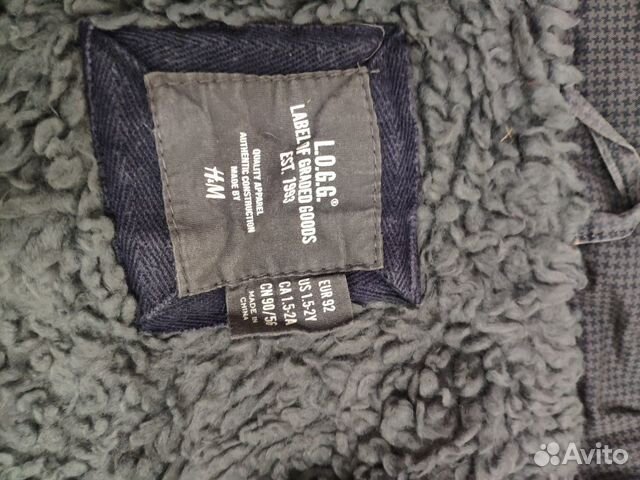 L.O.G.G.®
LABEL OF GRADED GOODS
EST. 1993
QUALITY APPAREL
AUTHENTIC CONSTRUCTION
MADE BY
H&M
EUR 92
US 1.5-2Y
CA 1.5-2A
CN 90/56
MADE IN
CHINA
Avito